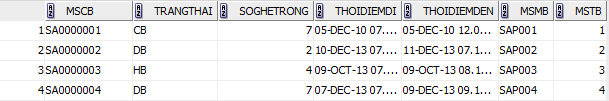 MSCB TRANGTHAI SOGHETRONG THOIDIEMDI THOIDIEMDEN MSMB MSTB
1 SA0000001 CB 7 05-DEC-10 07.... 05-DEC-10 12.0... SAP001 1
2 SA0000002 DB 2 10-DEC-13 07.... 11-DEC-13 07.1... SAP002 2
3 SA0000003 HB 4 09-OCT-13 07.... 09-OCT-13 08.1... SAP003 3
4 SA0000004 DB 7 07-DEC-13 07.... 09-DEC-13 09.1... SAP004 4